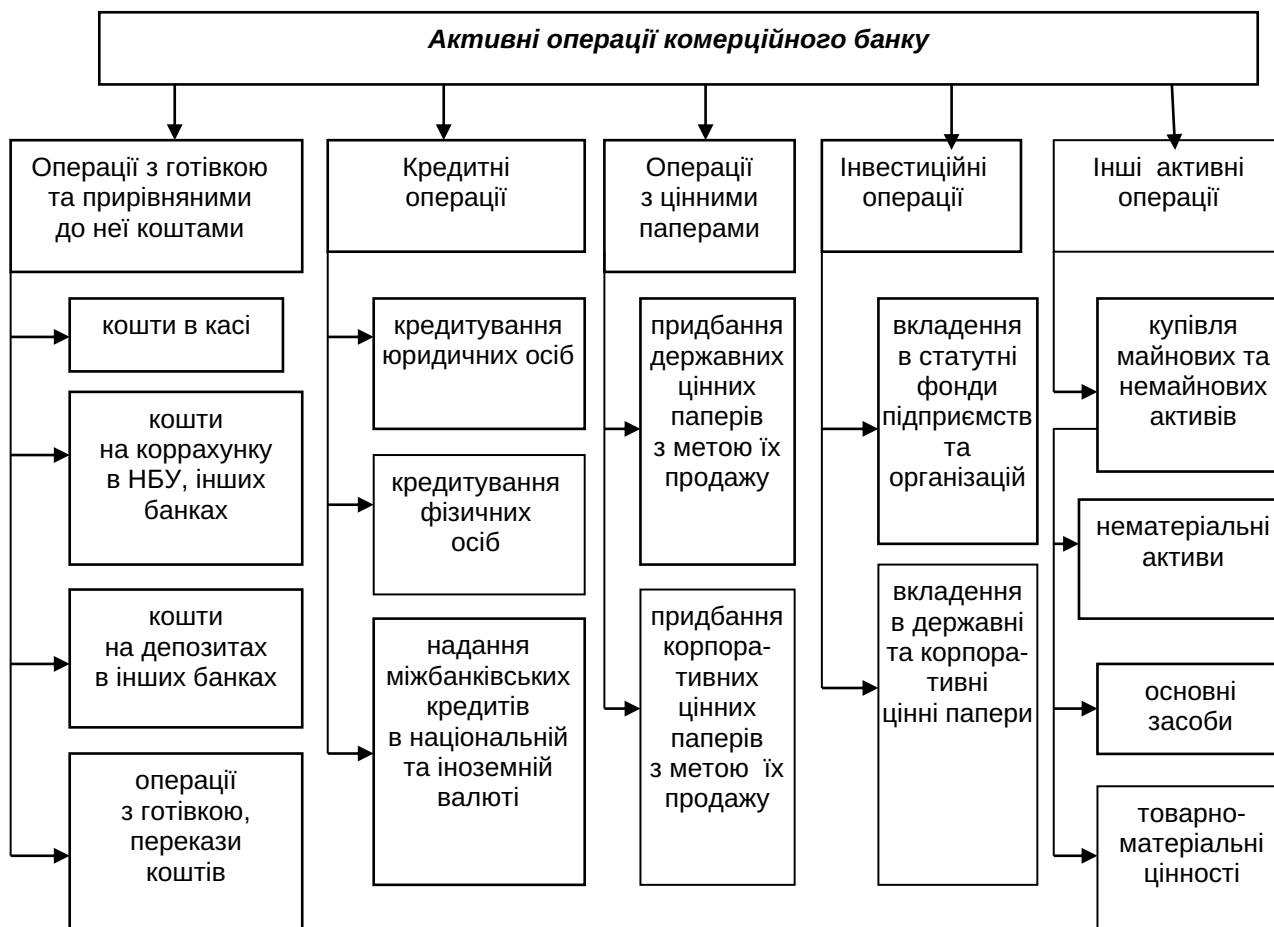 Активні операції комерційного банку
Операції з готівкою
та прирівняними
до неї коштами
Кредитні
операції
Операції
з цінними
паперами
Інвестиційні
операції
Інші активні
операції
кошти в касі
кошти
на коррахунку
в НБУ, інших
банках
кошти
на депозитах
в інших банках
операції
з готівкою,
перекази
коштів
кредитування
юридичних осіб
кредитування
фізичних
осіб
надання
міжбанківських
кредитів
в національній
та іноземній
валюті
придбання
державних
цінних
паперів
з метою їх
продажу
придбання
корпора-
тивних
цінних
паперів
з метою їх
продажу
вкладення
в статутні
фонди
підприємств
та
організацій
вкладення
в державні
та корпора-
тивні
цінні папери
купівля
майнових та
немайнових
активів
нематеріальні
активи
основні
засоби
товарно-
матеріальні
цінності